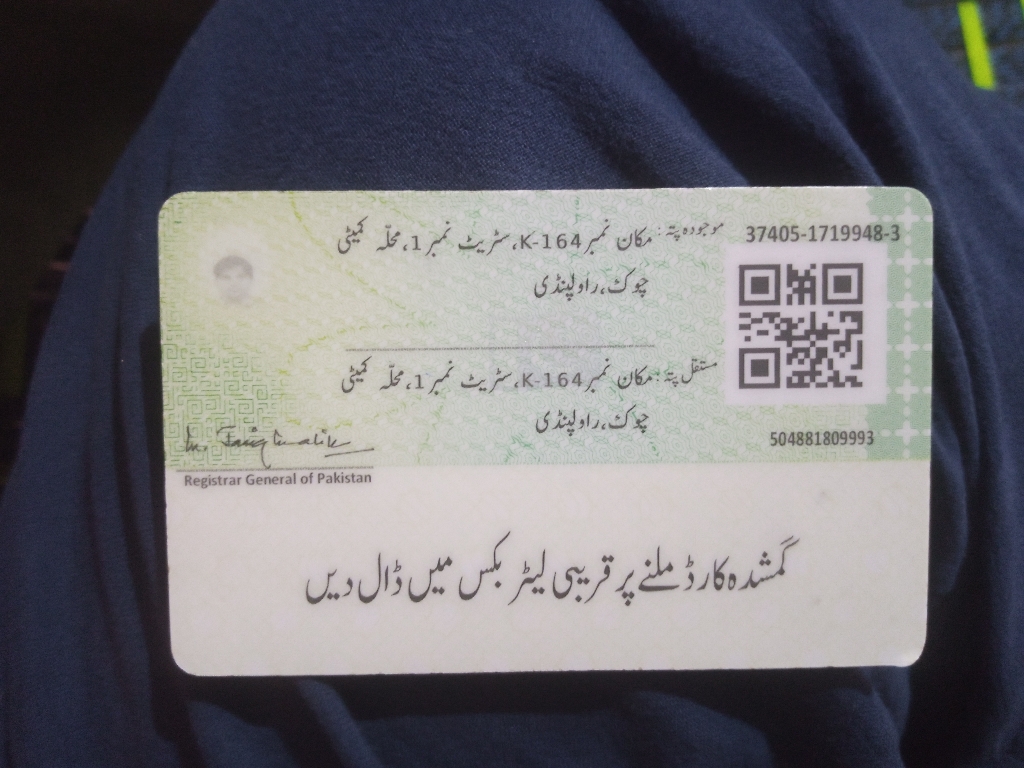 37405-1719948-3
موجودہ پتہ: مکان نمبر K-164، سٹریٹ نمبر 1، محلّہ کمیٹی
چوک، راولپنڈی
مستقل پتہ: مکان نمبر K-164، سٹریٹ نمبر 1، محلّہ کمیٹی
چوک، راولپنڈی
504881809993
Registrar General of Pakistan
گمشدہ کارڈ ملنے پر قریبی لیٹر بکس میں ڈال دیں